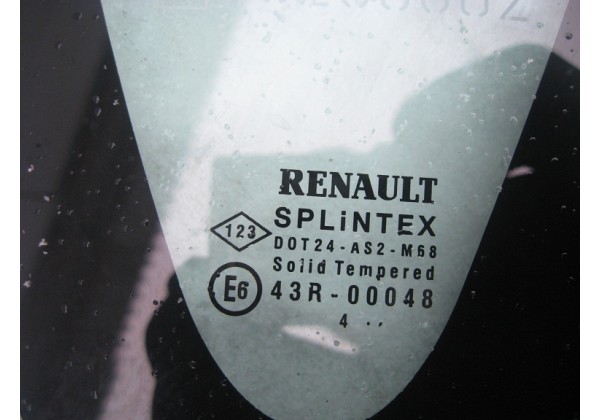 RENAULT
123 SPLiNTEX
DOT24-AS2-M68
Solid Tempered
E6 43R-00048
4 ..